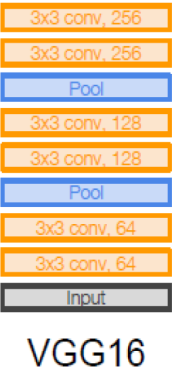 3x3 conv, 256
3x3 conv, 256
Pool
3x3 conv, 128
3x3 conv, 128
Pool
3x3 conv, 64
3x3 conv, 64
Input
VGG16